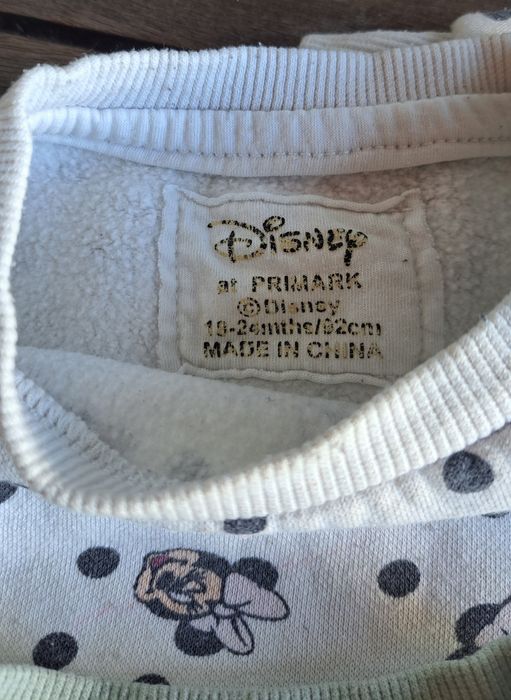 Disney
at PRIMARK
©Disney
18-24mths/92cm
MADE IN CHINA